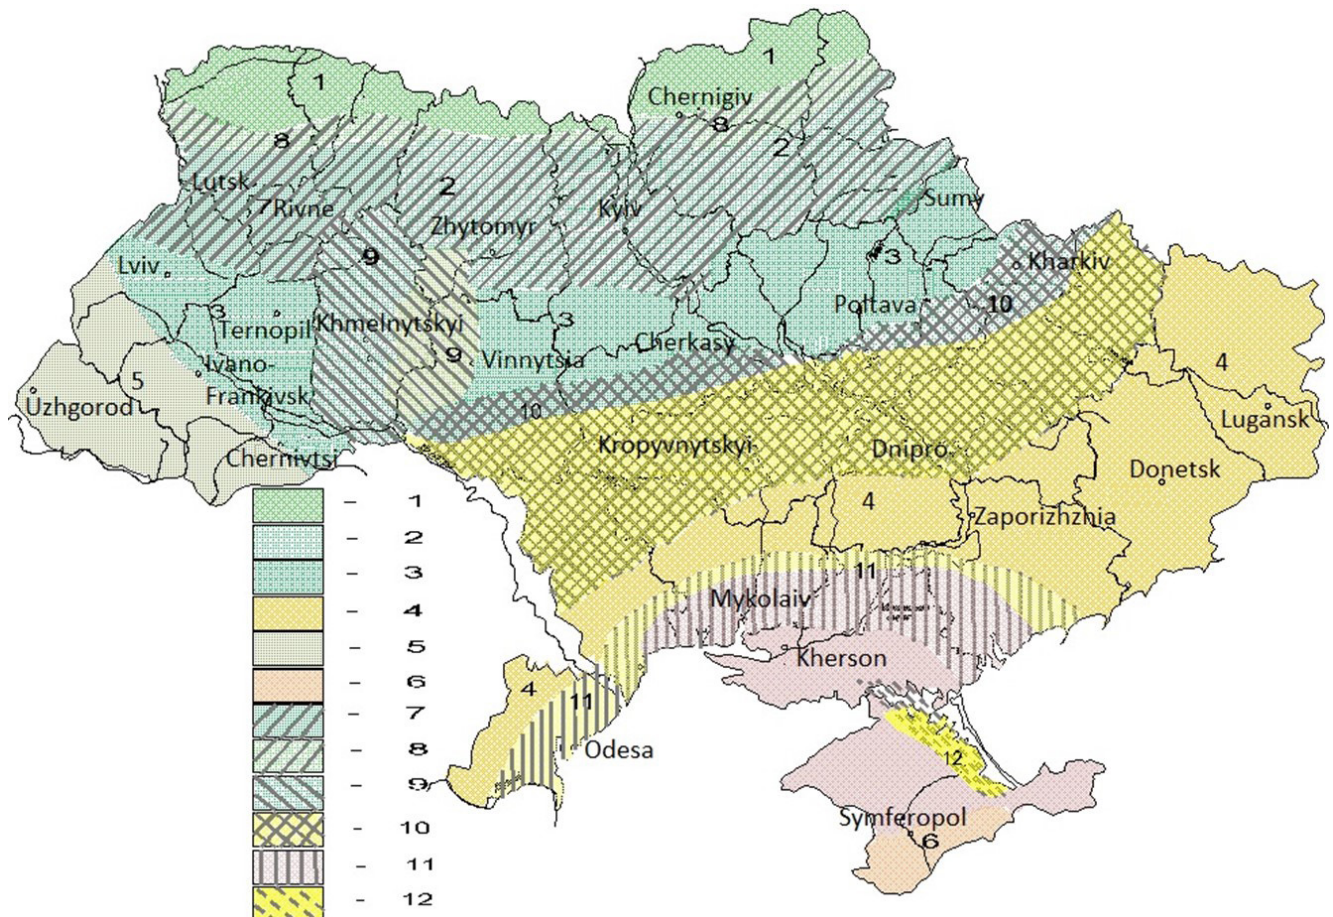 1
1
Chernigiv
8
8
2
Lutsk
2
7 Rivne
Zhytomyr
Kyiv
Sumy
9
3
Kharkiv
Lviv
3
Ternopil
Khmelnytskyi
3
Poltava
10
9
Vinnytsia
Cherkasy
4
5
Ivano-
Frankivsk
Uzhgorod
10
Lugansk
Chernivtsi
Kropyvnytskyi
Dnipro
Donetsk
4
Zaporizhzhia
11
Mykolaiv
Kherson
4
11
Odesa
12
Symferopol
6
- 1
- 2
- 3
- 4
- 5
- 6
- 7
- 8
- 9
- 10
- 11
- 12